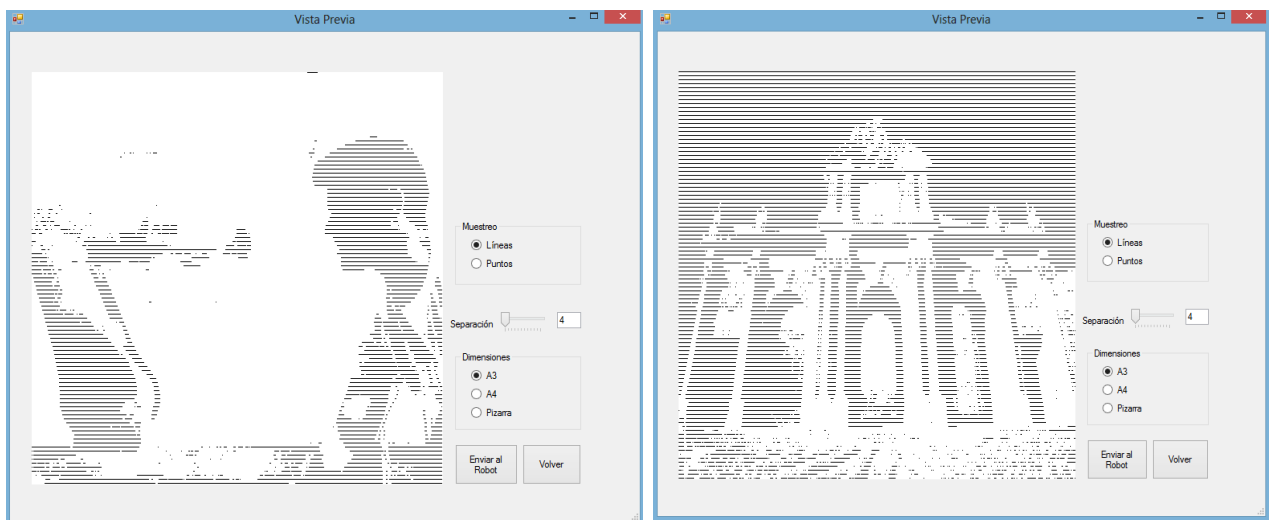 Vista Previa
Muestreo
Líneas
Puntos
Separación 4
Dimensiones
A3
A4
Pizarra
Enviar al
Robot
Volver
Vista Previa
Muestreo
Líneas
Puntos
Separación 4
Dimensiones
A3
A4
Pizarra
Enviar al
Robot
Volver